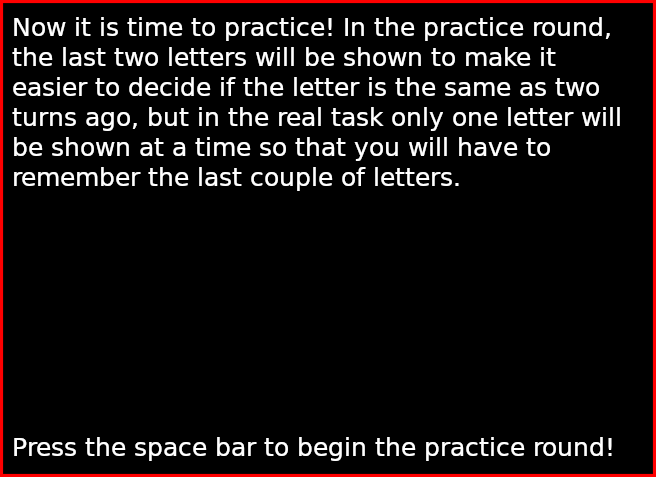 Now it is time to practice! In the practice round,
the last two letters will be shown to make it
easier to decide if the letter is the same as two
turns ago, but in the real task only one letter will
be shown at a time so that you will have to
remember the last couple of letters.
Press the space bar to begin the practice round!